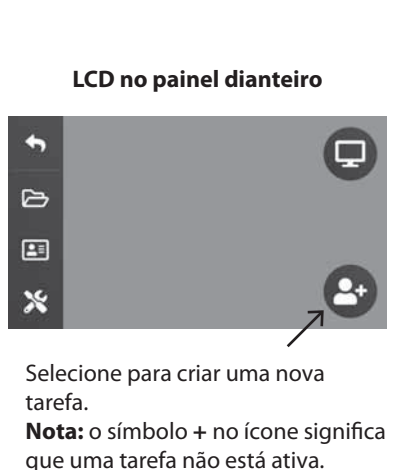 LCD no painel dianteiro
Selecione para criar uma nova
tarefa.
Nota: o símbolo + no ícone significa
que uma tarefa não está ativa.